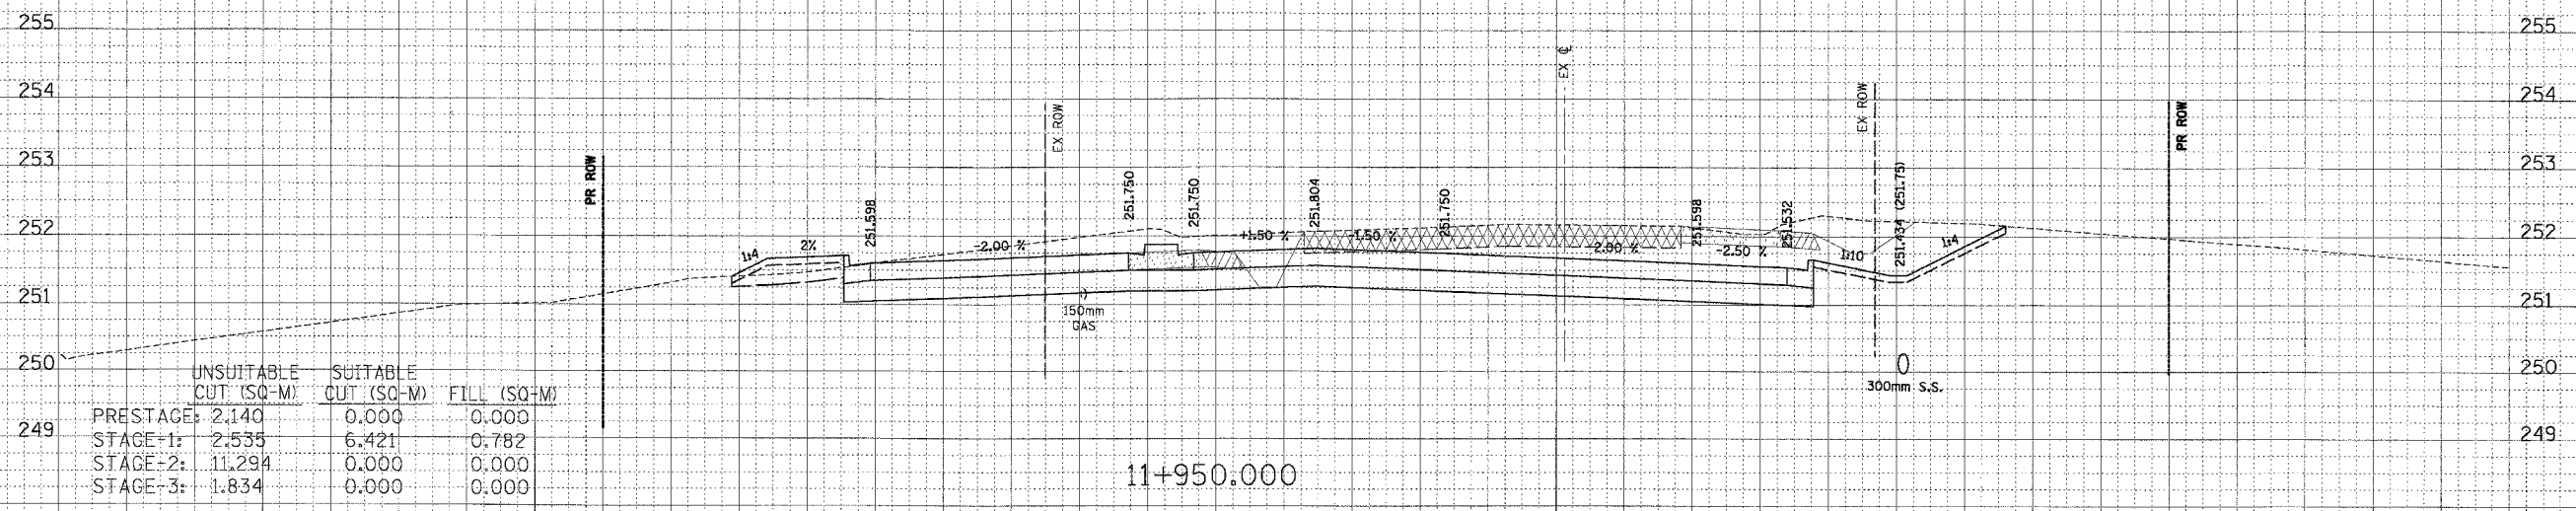 255 255
254 254
253 253
252 252
251 251
250 250
249 249
PR ROW
EX ROW
EX ℄
EX ROW
PR ROW
1:4
2%
251.598
-2.00 %
251.750
251.750
+1.50 %
251.804
-1.50 %
251.750
-2.00 %
251.598
-2.50 %
251.532
1:10
251.434 (251.75)
1:4
150mm
GAS
300mm S.S.
UNSUITABLE SUITABLE
CUT (SQ-M) CUT (SQ-M) FILL (SQ-M)
PRESTAGE: 2.140 0.000 0.000
STAGE-1: 2.535 6.421 0.782
STAGE-2: 11.294 0.000 0.000
STAGE-3: 1.834 0.000 0.000
11+950.000